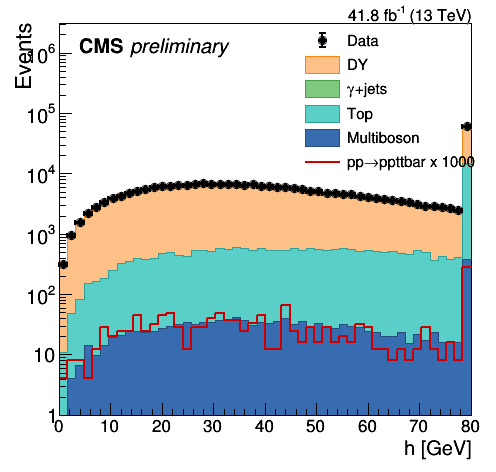 41.8 fb⁻¹ (13 TeV)
CMS preliminary
Data
DY
γ+jets
Top
Multiboson
pp→ppttbar x 1000
Events
10⁶
10⁵
10⁴
10³
10²
10
1
0 10 20 30 40 50 60 70 80
h [GeV]